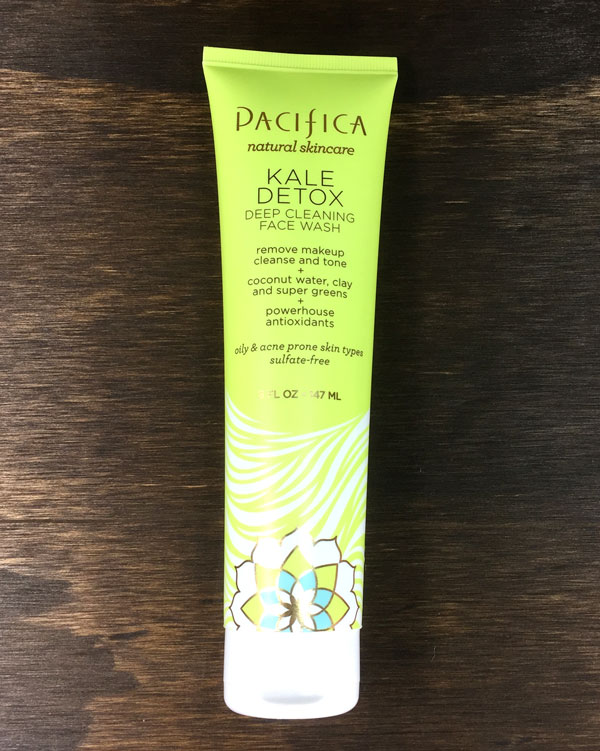 PACIFICA
natural skincare
KALE
DETOX
DEEP CLEANING
FACE WASH
remove makeup
cleanse and tone
+
coconut water, clay
and super greens
+
powerhouse
antioxidants
oily & acne prone skin types
sulfate-free
FL OZ 147 ML